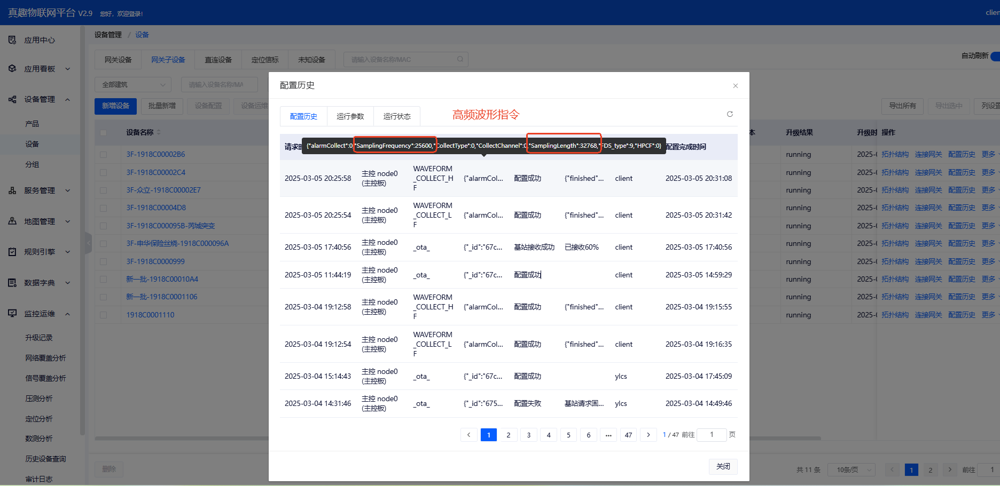 真趣物联网平台 V2.9 您好，欢迎登录!
设备管理 / 设备
应用中心
应用看板
设备管理
产品
设备
分组
服务管理
地图管理
规则引擎
数据字典
监控运维
升级记录
网络覆盖分析
信号覆盖分析
压测分析
定位分析
数测分析
历史设备查询
审计日志
网关设备 网关子设备 直连设备 定位信标 未知设备 请输入设备名称/MAC
自动刷新
全部建筑 请输入设备名称/MA
新增设备 批量新增 设备配置 设备运维
导出所有 导出选中 列设置
设备名称
升级结果 操作
3F-1918C00002B6
3F-1918C00002C4
3F-众立-1918C00002E7
3F-1918C00004D8
3F-1918C000095B-芮城突变
3F-申华保险丝烧-1918C000096A
3F-1918C0000999
新一批-1918C00010A4
新一批-1918C0001106
1918C0001110
running 拓扑结构 连接网关 配置历史 更多
running 拓扑结构 连接网关 配置历史 更多
running 拓扑结构 连接网关 配置历史 更多
running 拓扑结构 连接网关 配置历史 更多
running 拓扑结构 连接网关 配置历史 更多
running 拓扑结构 连接网关 配置历史 更多
running 拓扑结构 连接网关 配置历史 更多
running 拓扑结构 连接网关 配置历史 更多
running 拓扑结构 连接网关 配置历史 更多
running 拓扑结构 连接网关 配置历史 更多
配置历史
配置历史 运行参数 运行状态
高频波形指令
{"alarmCollect":0,"SamplingFrequency":25600,"CollectType":0,"CollectChannel":0,"SamplingLength":32768,"FDS_type":9,"HPCF":0}
配置完成时间
2025-03-05 20:25:58 主控 node0 (主控板) WAVEFORM_COLLECT_HF {"alarmCol... 配置成功 {"finished"... client 2025-03-05 20:31:08
2025-03-05 20:25:54 主控 node0 (主控板) WAVEFORM_COLLECT_LF {"alarmCol... 配置成功 {"finished"... client 2025-03-05 20:31:42
2025-03-05 17:40:56 主控 node0 (主控板) _ota_ {"_id":"67c... 基站接收成功 已接收60% client 2025-03-05 17:40:56
2025-03-05 11:44:19 主控 node0 (主控板) _ota_ {"_id":"67c... 配置成功 client 2025-03-05 14:59:29
2025-03-04 19:12:58 主控 node0 (主控板) WAVEFORM_COLLECT_HF {"alarmCol... 配置成功 {"finished"... client 2025-03-04 19:15:55
2025-03-04 19:12:54 主控 node0 (主控板) WAVEFORM_COLLECT_LF {"alarmCol... 配置成功 {"finished"... client 2025-03-04 19:16:35
2025-03-04 15:14:43 主控 node0 (主控板) _ota_ {"_id":"67c... 配置成功 ylcs 2025-03-04 17:45:09
2025-03-04 14:31:46 主控 node0 (主控板) _ota_ {"_id":"675... 配置失败 基站请求固... ylcs 2025-03-04 14:49:46
1 2 3 4 5 6 ... 47 1 / 47 前往 1 页
关闭
删除
共 11 条 10条/页 1 2 前往 1